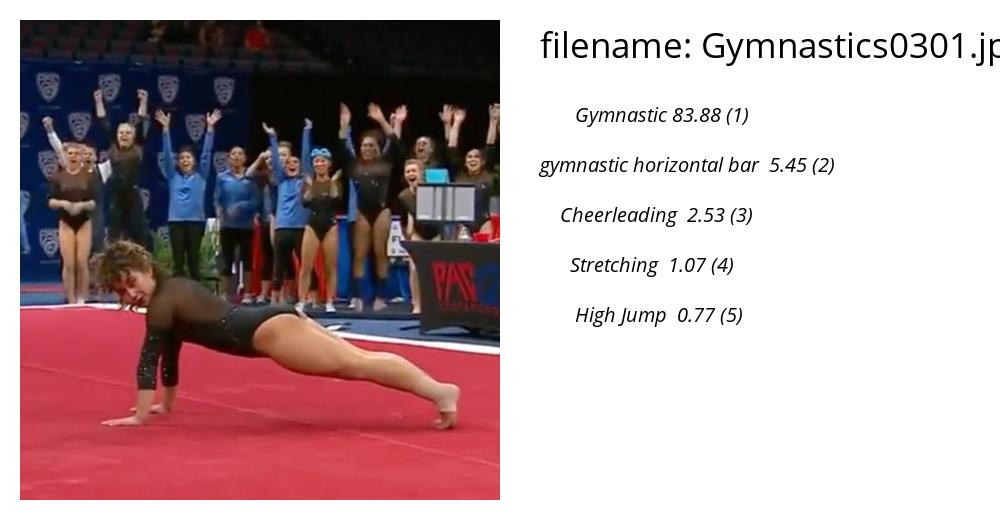 filename: Gymnastics0301.jp
Gymnastic 83.88 (1)
gymnastic horizontal bar 5.45 (2)
Cheerleading 2.53 (3)
Stretching 1.07 (4)
High Jump 0.77 (5)
PAC